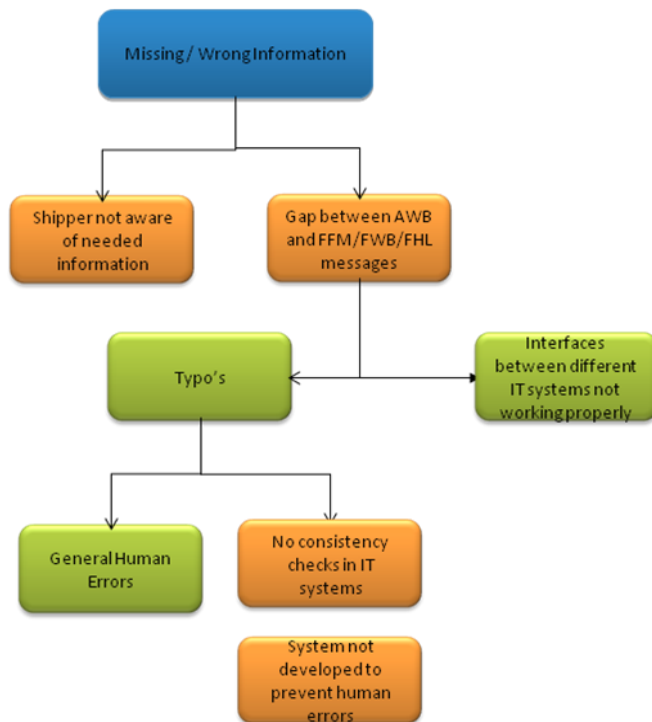 Missing / Wrong Information
Shipper not aware
of needed
information
Gap between AWB
and FFM/FWB/FHL
messages
Typo's
Interfaces
between different
IT systems not
working properly
General Human
Errors
No consistency
checks in IT
systems
System not
developed to
prevent human
errors